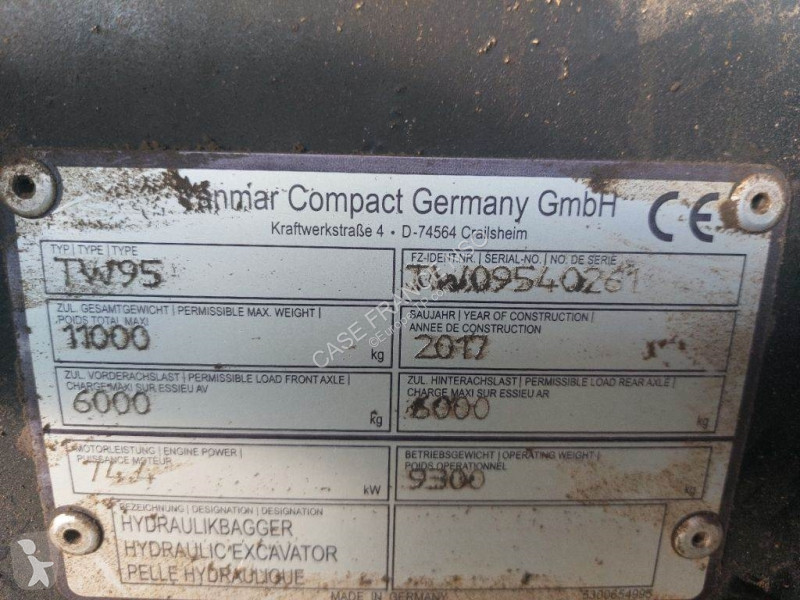 Yanmar Compact Germany GmbH CE
Kraftwerkstraße 4 • D-74564 Crailsheim
TYP | TYPE | TYPE
TW95
FZ-IDENT.NR. | SERIAL-NO. | NO. DE SERIE
TW09540261
ZUL. GESAMTGEWICHT | PERMISSIBLE MAX. WEIGHT |
POIDS TOTAL MAXI
11000 kg
BAUJAHR | YEAR OF CONSTRUCTION |
ANNEE DE CONSTRUCTION
2017
ZUL. VORDERACHSLAST | PERMISSIBLE LOAD FRONT AXLE |
CHARGE MAXI SUR ESSIEU AV
6000 kg
ZUL. HINTERACHSLAST | PERMISSIBLE LOAD REAR AXLE |
CHARGE MAXI SUR ESSIEU AR
6000 kg
MOTORLEISTUNG | ENGINE POWER |
PUISSANCE MOTEUR
74,4 kW
BETRIEBSGEWICHT | OPERATING WEIGHT |
POIDS OPERATIONNEL
9300 kg
BEZEICHNUNG | DESIGNATION | DESIGNATION
HYDRAULIKBAGGER
HYDRAULIC EXCAVATOR
PELLE HYDRAULIQUE
MADE IN GERMANY
5300654995
CASE FRANCE